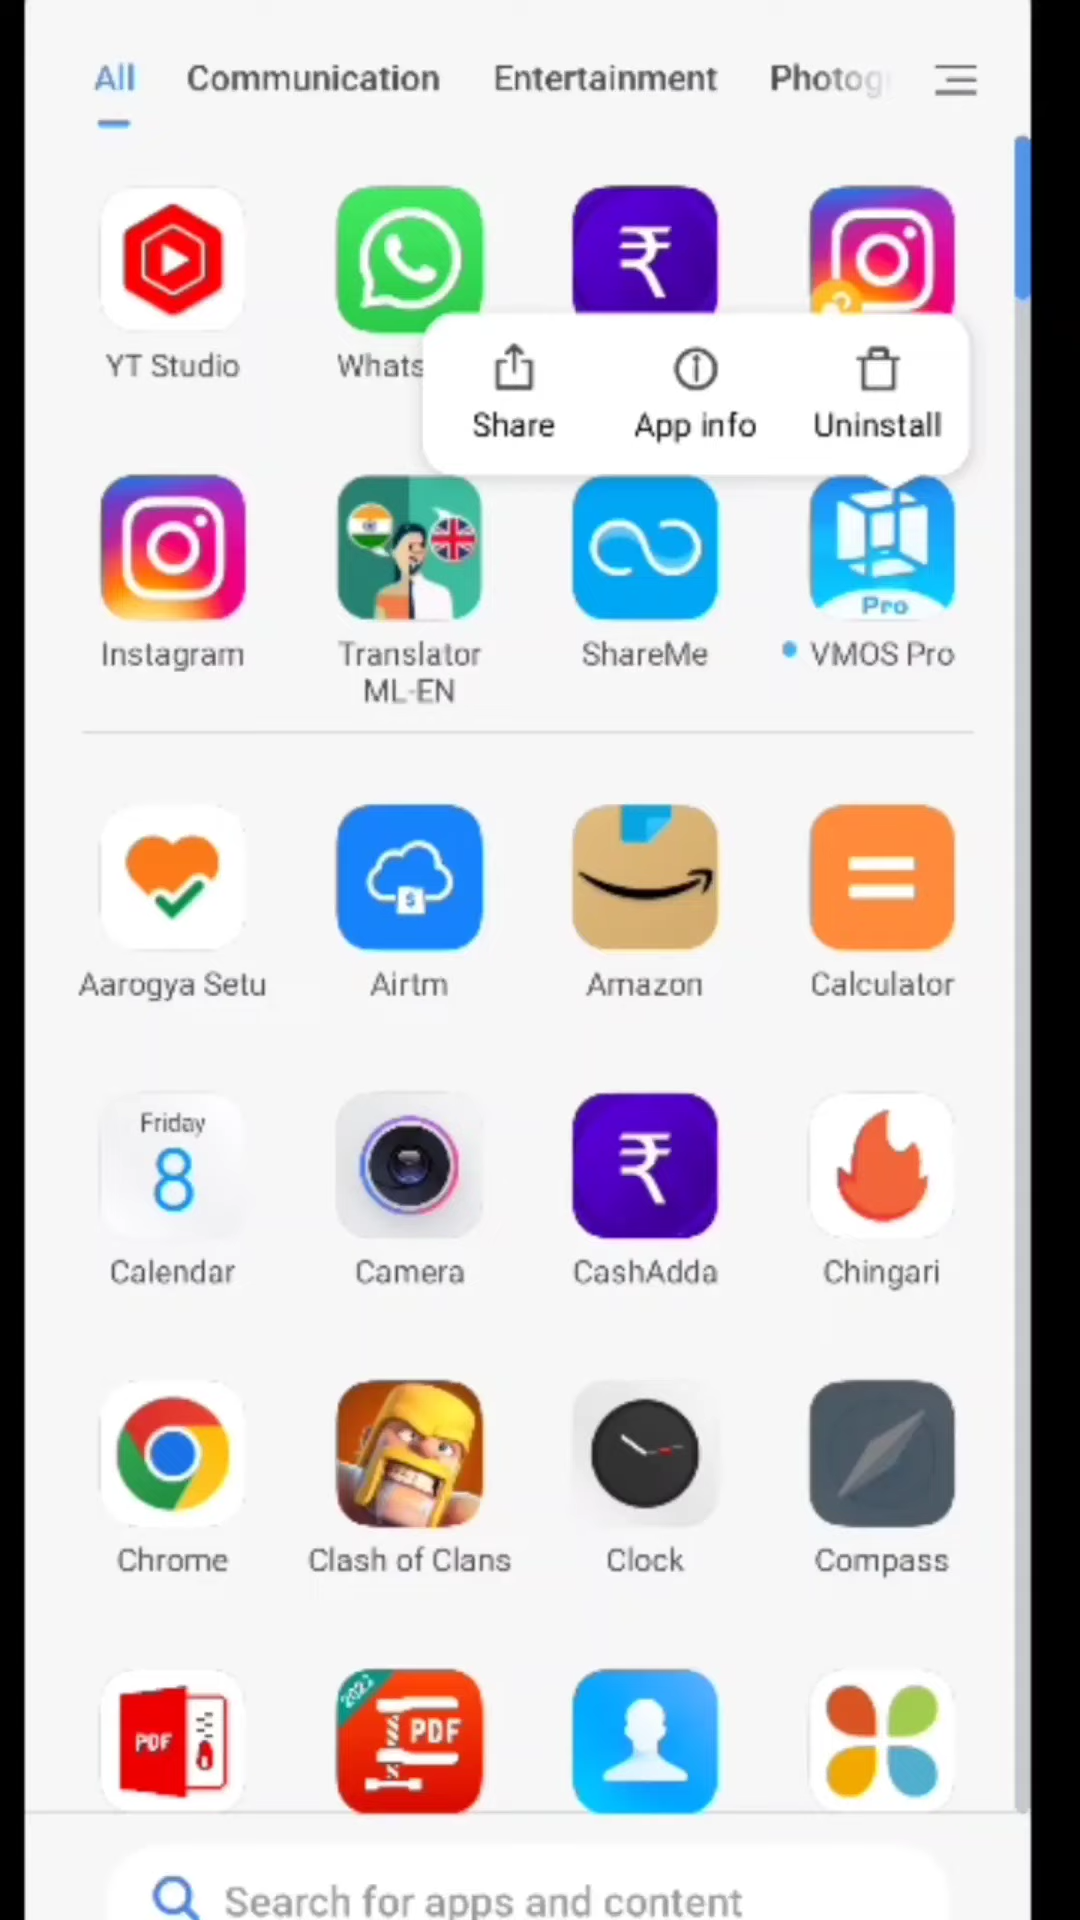 All Communication Entertainment Photog
YT Studio Whats
Share App info Uninstall
Pro
Instagram Translator ML-EN ShareMe VMOS Pro
Aarogya Setu Airtm Amazon Calculator
Friday
8
Calendar Camera CashAdda Chingari
Chrome Clash of Clans Clock Compass
PDF 2022 PDF
Search for apps and content